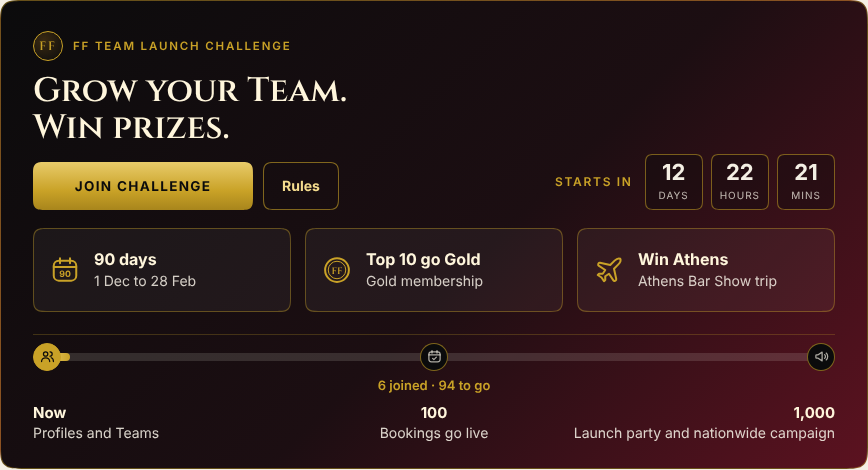 FF FF TEAM LAUNCH CHALLENGE
Grow your Team.
Win prizes.
JOIN CHALLENGE
Rules
STARTS IN
12 DAYS
22 HOURS
21 MINS
90
90 days
1 Dec to 28 Feb
FF
Top 10 go Gold
Gold membership
Win Athens
Athens Bar Show trip
6 joined · 94 to go
Now
Profiles and Teams
100
Bookings go live
1,000
Launch party and nationwide campaign